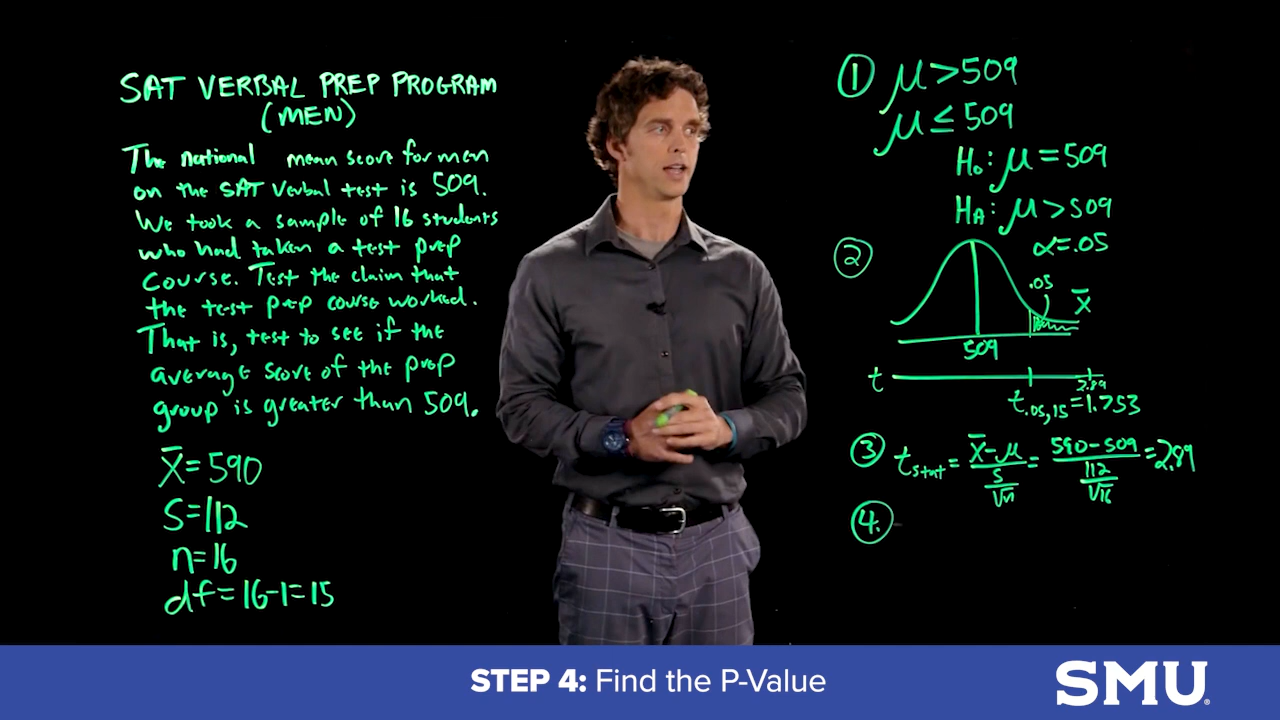 SAT VERBAL PREP PROGRAM
(MEN)
The national mean score for men
on the SAT Verbal test is 509.
We took a sample of 16 students
who had taken a test prep
course. Test the claim that
the test prep course worked.
That is, test to see if the
average score of the prep
group is greater than 509.
x̄=590
S=112
n=16
df=16-1=15
① μ>509
μ≤509
H₀: μ=509
Hₐ: μ>509
② α=.05
.05
x̄
509
t
2.89
t.05,15=1.753
③ tstat = (x̄-μ)/(s/√n) = (590-509)/(112/√16) = 2.89
④.
STEP 4: Find the P-Value
SMU